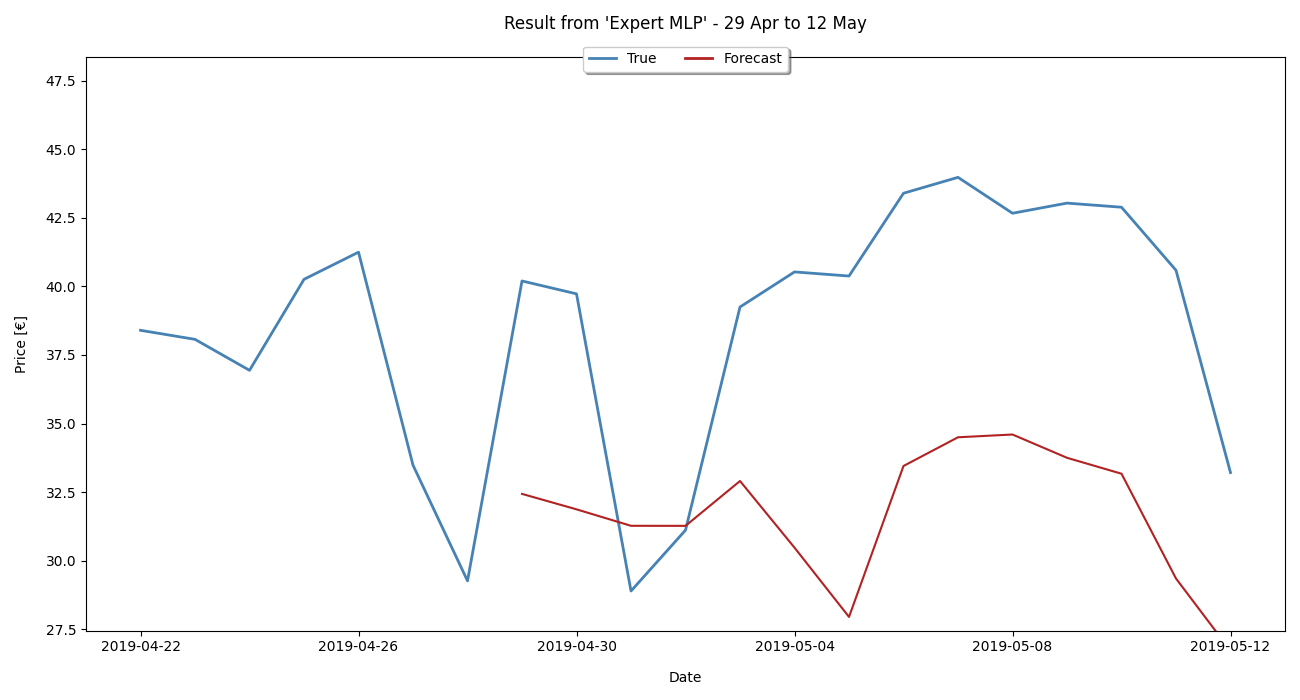 Result from 'Expert MLP' - 29 Apr to 12 May
True Forecast
47.5
45.0
42.5
40.0
37.5
35.0
32.5
30.0
27.5
Price [€]
2019-04-22 2019-04-26 2019-04-30 2019-05-04 2019-05-08 2019-05-12
Date